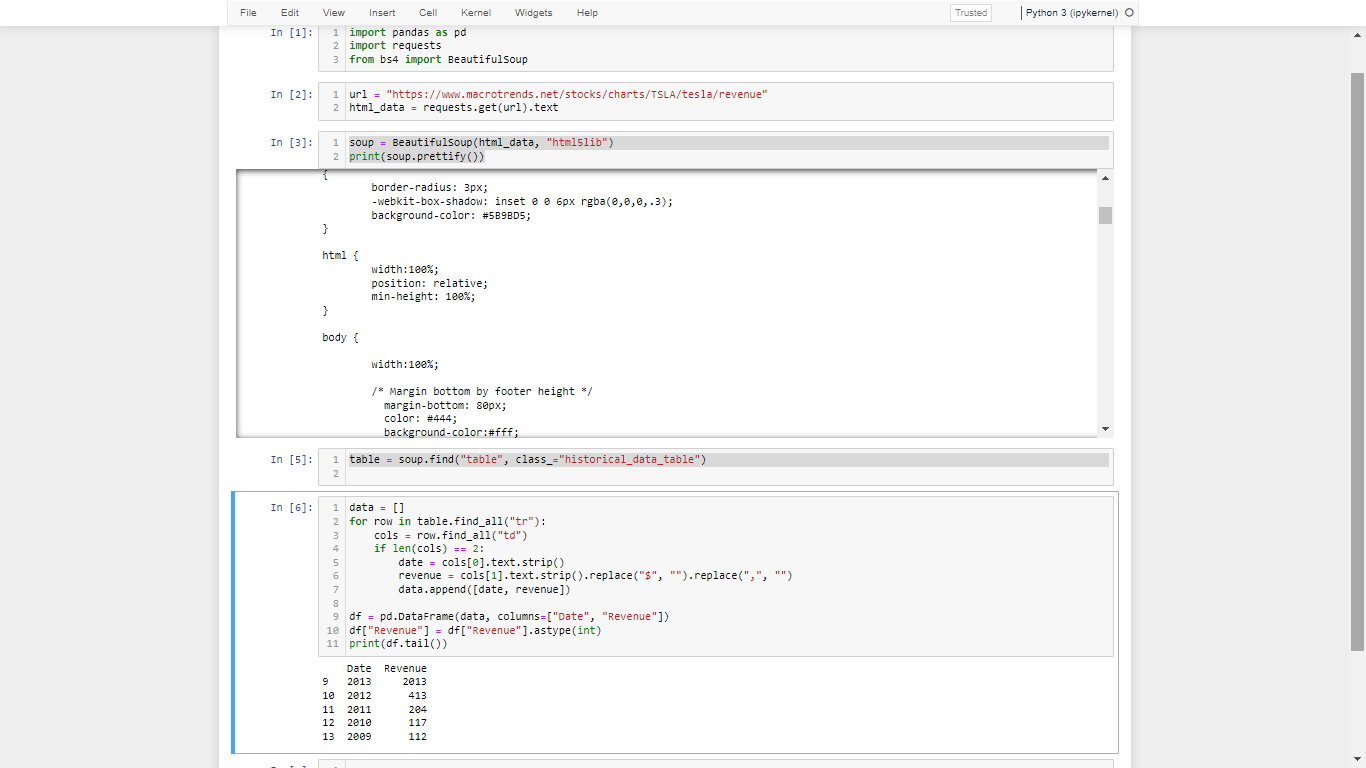 File Edit View Insert Cell Kernel Widgets Help Trusted Python 3 (ipykernel)
In [1]: 1 import pandas as pd
2 import requests
3 from bs4 import BeautifulSoup
In [2]: 1 url = "https://www.macrotrends.net/stocks/charts/TSLA/tesla/revenue"
2 html_data = requests.get(url).text
In [3]: 1 soup = BeautifulSoup(html_data, "html5lib")
2 print(soup.prettify())
{
border-radius: 3px;
-webkit-box-shadow: inset 0 0 6px rgba(0,0,0,.3);
background-color: #5B9BD5;
}
html {
width:100%;
position: relative;
min-height: 100%;
}
body {
width:100%;
/* Margin bottom by footer height */
margin-bottom: 80px;
color: #444;
background-color:#fff;
In [5]: 1 table = soup.find("table", class_="historical_data_table")
2
In [6]: 1 data = []
2 for row in table.find_all("tr"):
3 cols = row.find_all("td")
4 if len(cols) == 2:
5 date = cols[0].text.strip()
6 revenue = cols[1].text.strip().replace("$", "").replace(",", "")
7 data.append([date, revenue])
8
9 df = pd.DataFrame(data, columns=["Date", "Revenue"])
10 df["Revenue"] = df["Revenue"].astype(int)
11 print(df.tail())
Date Revenue
9 2013 2013
10 2012 413
11 2011 204
12 2010 117
13 2009 112